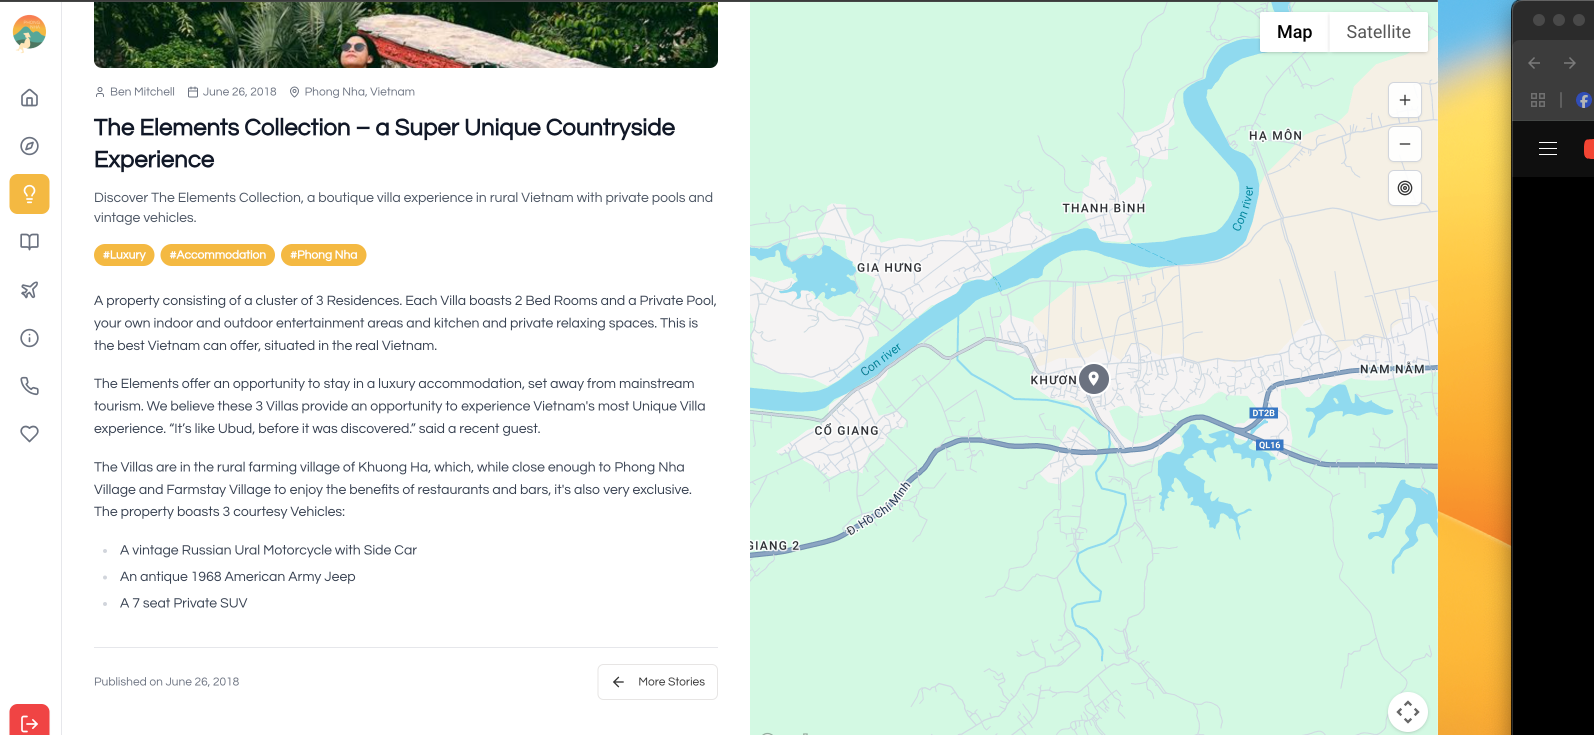 Ben Mitchell June 26, 2018 Phong Nha, Vietnam
The Elements Collection – a Super Unique Countryside
Experience
Discover The Elements Collection, a boutique villa experience in rural Vietnam with private pools and
vintage vehicles.
#Luxury #Accommodation #Phong Nha
A property consisting of a cluster of 3 Residences. Each Villa boasts 2 Bed Rooms and a Private Pool,
your own indoor and outdoor entertainment areas and kitchen and private relaxing spaces. This is
the best Vietnam can offer, situated in the real Vietnam.
The Elements offer an opportunity to stay in a luxury accommodation, set away from mainstream
tourism. We believe these 3 Villas provide an opportunity to experience Vietnam's most Unique Villa
experience. “It’s like Ubud, before it was discovered.” said a recent guest.
The Villas are in the rural farming village of Khuong Ha, which, while close enough to Phong Nha
Village and Farmstay Village to enjoy the benefits of restaurants and bars, it's also very exclusive.
The property boasts 3 courtesy Vehicles:
A vintage Russian Ural Motorcycle with Side Car
An antique 1968 American Army Jeep
A 7 seat Private SUV
Published on June 26, 2018
More Stories
Map Satellite
HẠ MÔN
THANH BÌNH
Con river
GIA HƯNG
Con river
KHƯƠN
NAM NẮM
DT2B
CỔ GIANG
QL16
Đ. Hồ Chí Minh
GIANG 2